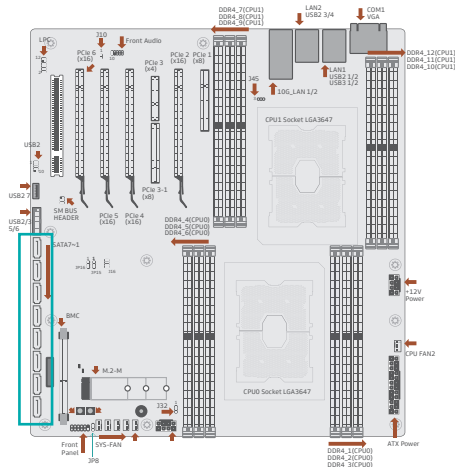 DDR4_7(CPU1)
DDR4_8(CPU1)
DDR4_9(CPU1)
LAN2
USB2 3/4
COM1
VGA
LPC
J10
Front Audio
PCIe 6
(x16)
PCIe 3
(x4)
PCIe 2
(x16)
PCIe 1
(x8)
J45
10G_LAN 1/2
LAN1
USB2 1/2
USB3 1/2
DDR4_12(CPU1)
DDR4_11(CPU1)
DDR4_10(CPU1)
CPU1 Socket LGA3647
USB2
USB2 7
SM BUS
HEADER
PCIe 5
(x16)
PCIe 4
(x16)
PCIe 3-1
(x8)
USB2/3
5/6
DDR4_4(CPU0)
DDR4_5(CPU0)
DDR4_6(CPU0)
SATA7~1
BMC
+12V
Power
CPU FAN2
M.2-M
CPU0 Socket LGA3647
J32
Front
Panel
JP8
SYS-FAN
ATX Power
DDR4_1(CPU0)
DDR4_2(CPU0)
DDR4_3(CPU0)